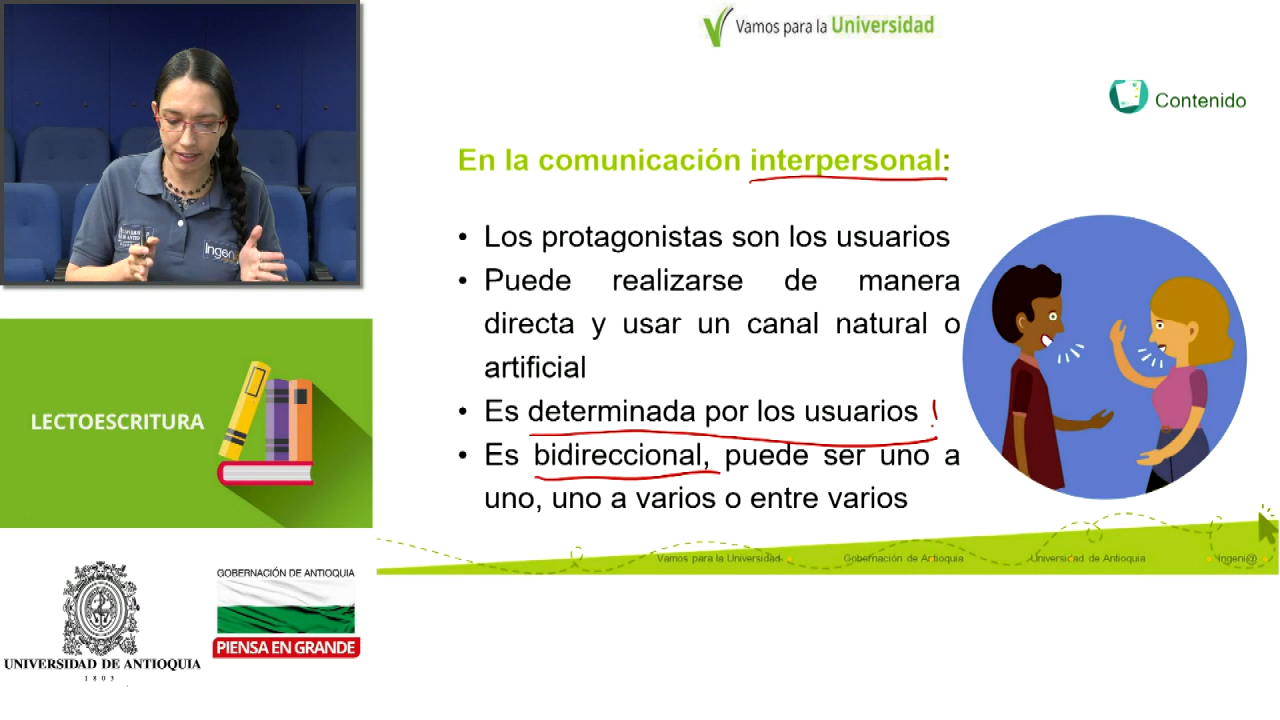 Vamos para la Universidad
Contenido
En la comunicación interpersonal:
• Los protagonistas son los usuarios
• Puede realizarse de manera
directa y usar un canal natural o
artificial
• Es determinada por los usuarios !
• Es bidireccional, puede ser uno a
uno, uno a varios o entre varios
Vamos para la Universidad
Gobernación de Antioquia
Universidad de Antioquia
Ingeni@
LECTOESCRITURA
UNIVERSIDAD DE ANTIOQUIA
1803
GOBERNACIÓN DE ANTIOQUIA
PIENSA EN GRANDE